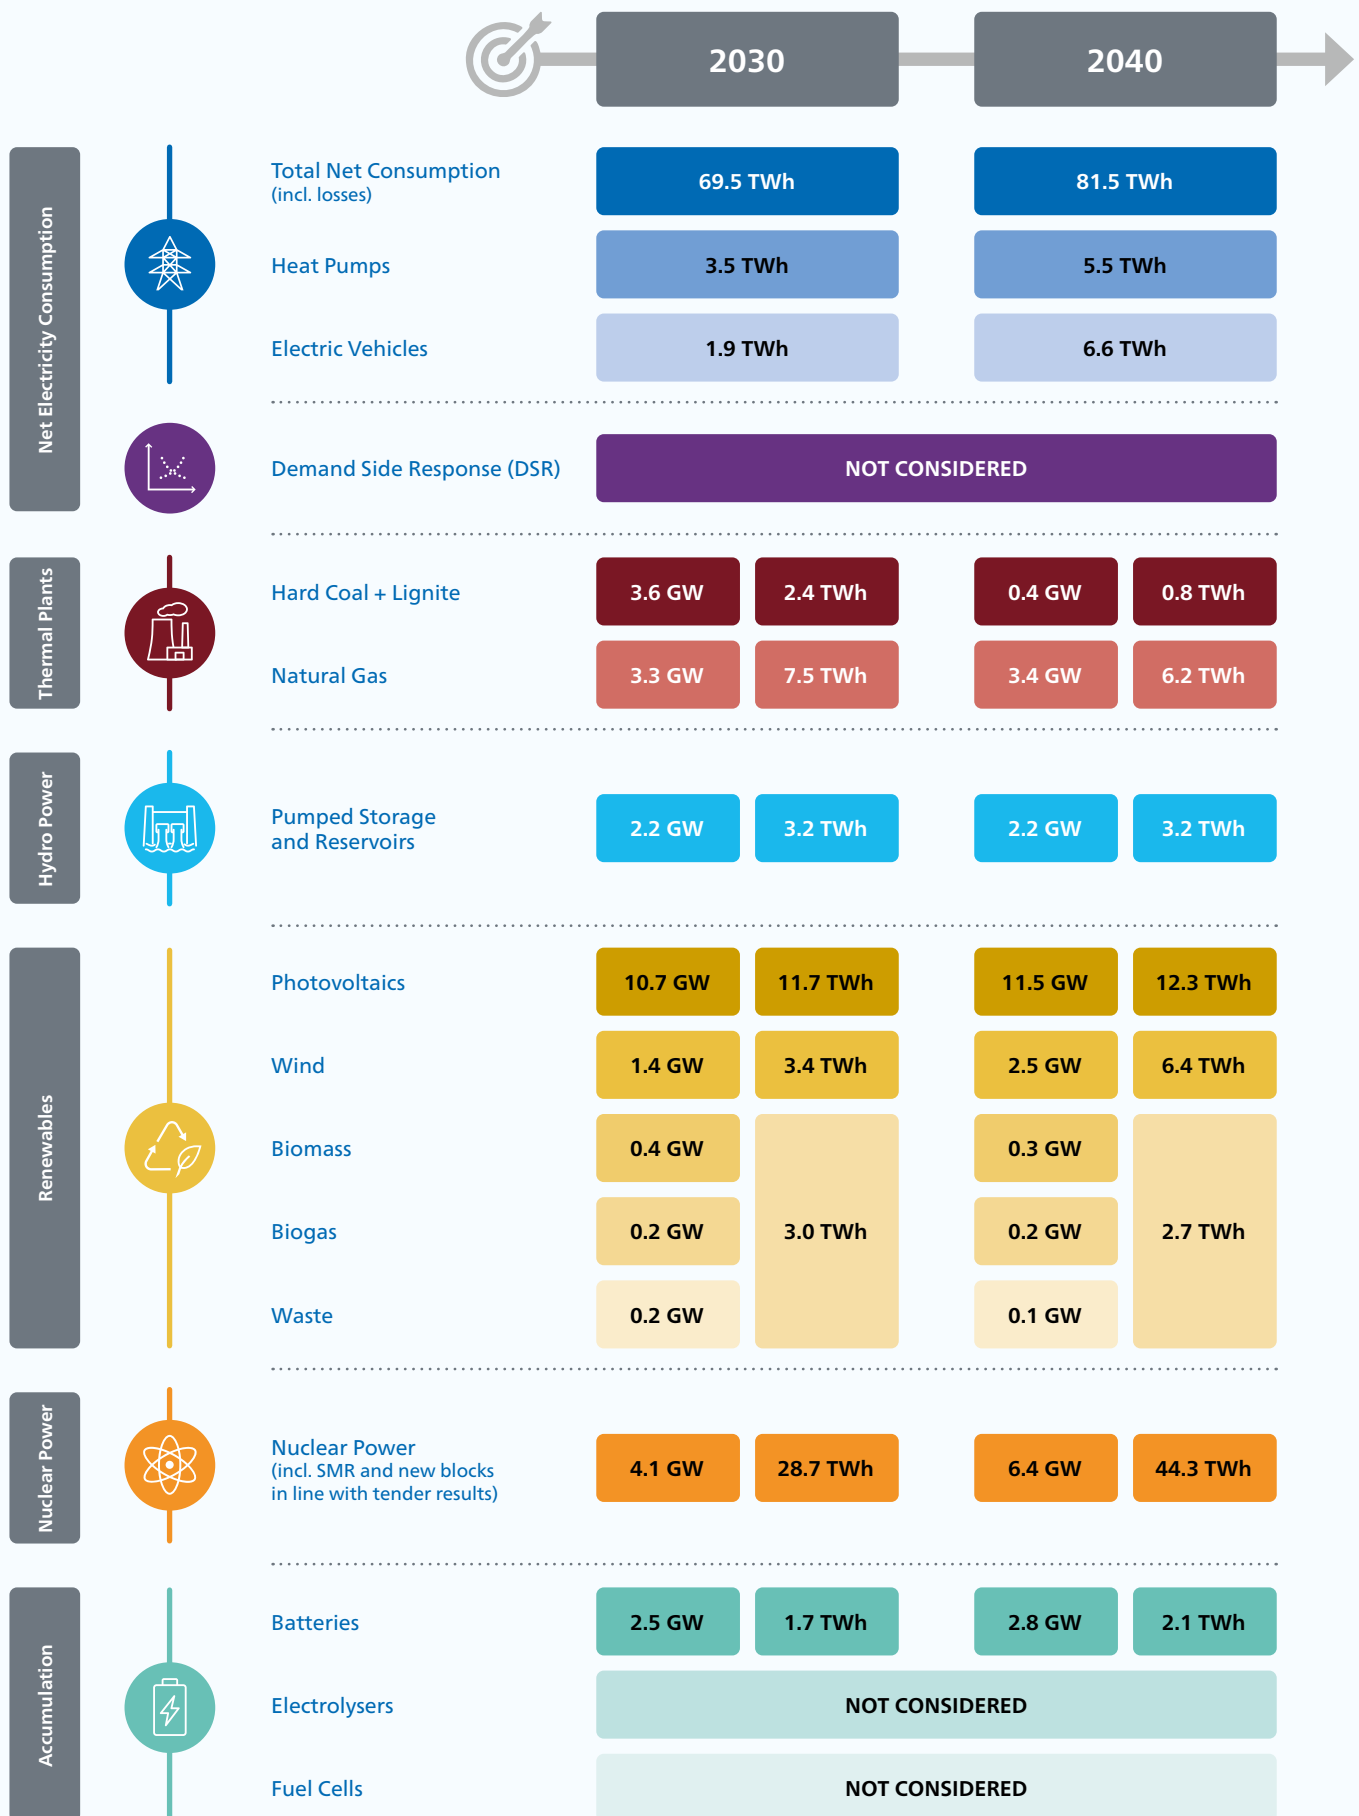 2030
2040
Net Electricity Consumption
Total Net Consumption
(incl. losses)
69.5 TWh
81.5 TWh
Heat Pumps
3.5 TWh
5.5 TWh
Electric Vehicles
1.9 TWh
6.6 TWh
Demand Side Response (DSR)
NOT CONSIDERED
Thermal Plants
Hard Coal + Lignite
3.6 GW
2.4 TWh
0.4 GW
0.8 TWh
Natural Gas
3.3 GW
7.5 TWh
3.4 GW
6.2 TWh
Hydro Power
Pumped Storage
and Reservoirs
2.2 GW
3.2 TWh
2.2 GW
3.2 TWh
Renewables
Photovoltaics
10.7 GW
11.7 TWh
11.5 GW
12.3 TWh
Wind
1.4 GW
3.4 TWh
2.5 GW
6.4 TWh
Biomass
0.4 GW
0.3 GW
Biogas
0.2 GW
3.0 TWh
0.2 GW
2.7 TWh
Waste
0.2 GW
0.1 GW
Nuclear Power
Nuclear Power
(incl. SMR and new blocks
in line with tender results)
4.1 GW
28.7 TWh
6.4 GW
44.3 TWh
Accumulation
Batteries
2.5 GW
1.7 TWh
2.8 GW
2.1 TWh
Electrolysers
NOT CONSIDERED
Fuel Cells
NOT CONSIDERED